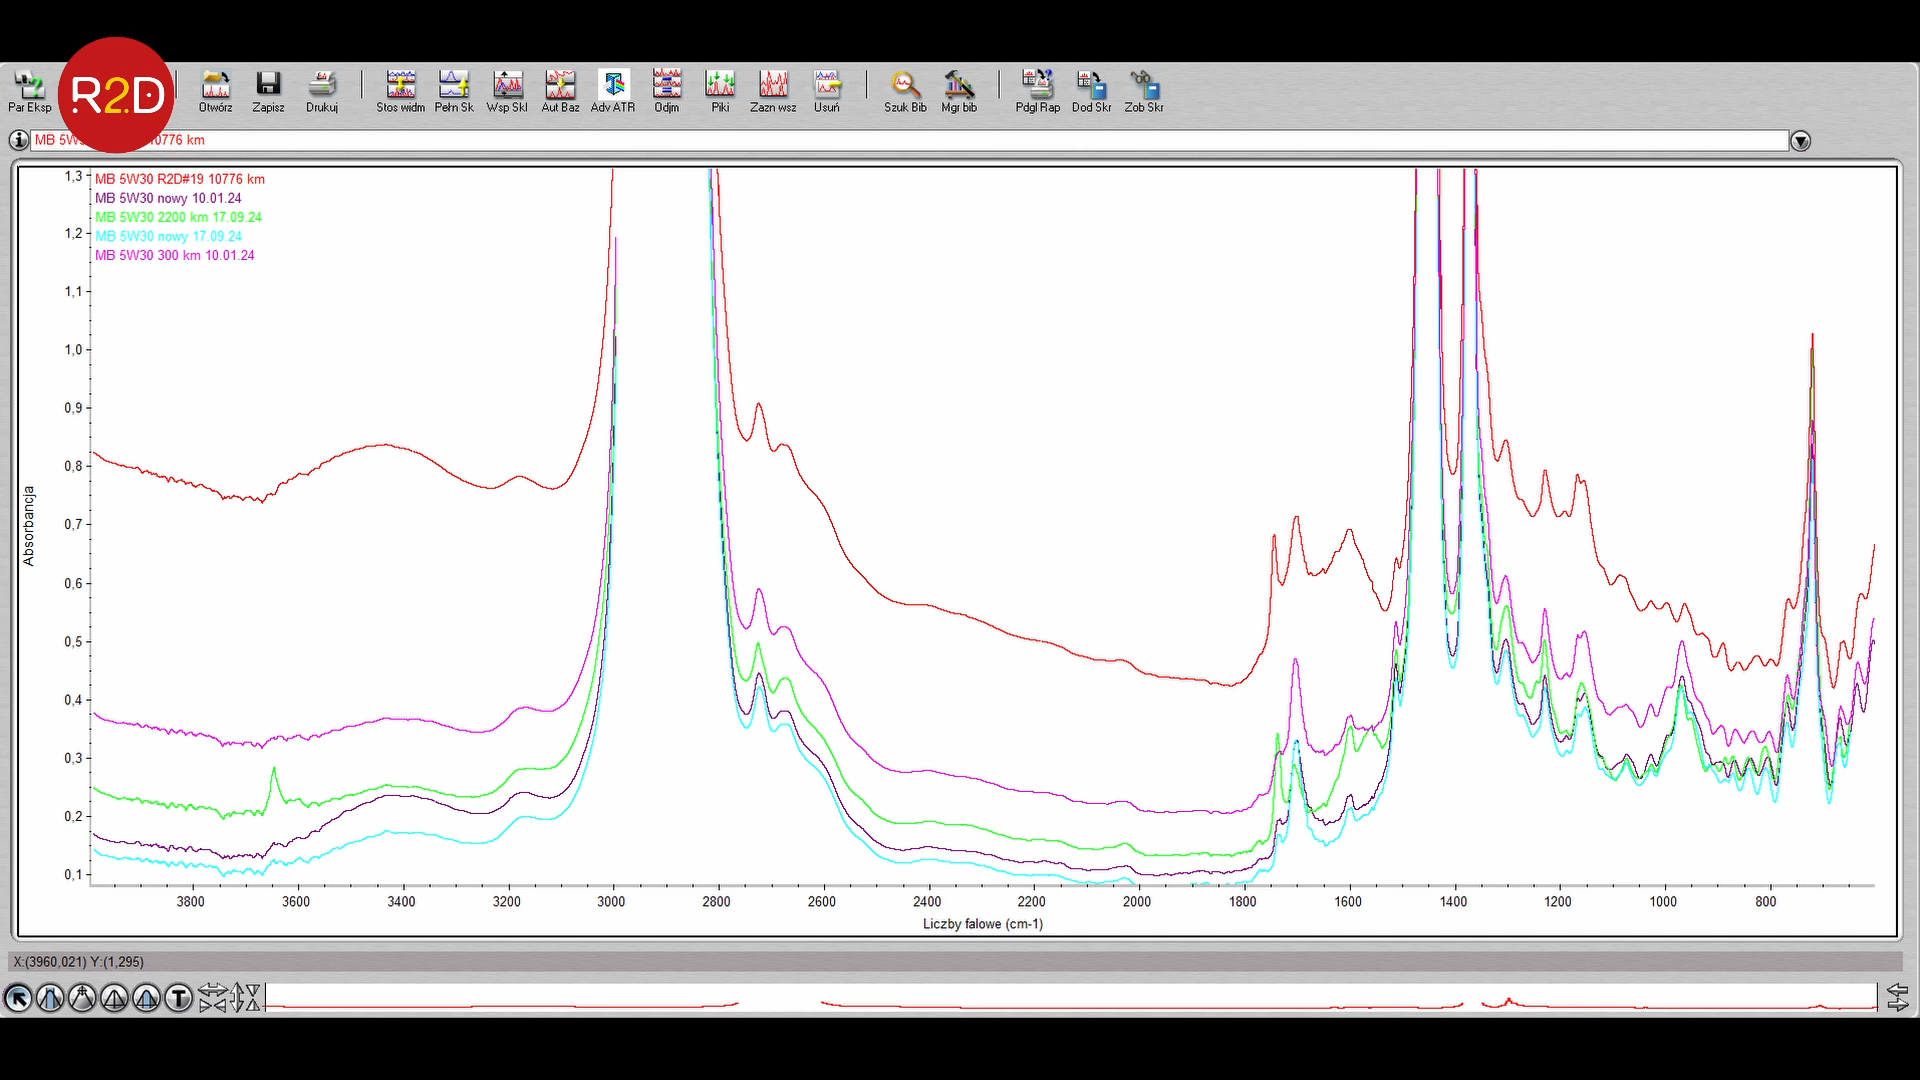 R2D
Par Eksp
Otwórz
Zapisz
Drukuj
Stos widm
Pełn Sk
Wsp Skl
Aut Baz
Adv ATR
Odjm
Piki
Zazn wsz
Usuń
Szuk Bib
Mgr bib
Pdgl Rap
Dod Skr
Zob Skr
MB 5W 10776 km
MB 5W30 R2D#19 10776 km
MB 5W30 nowy 10.01.24
MB 5W30 2200 km 17.09.24
MB 5W30 nowy 17.09.24
MB 5W30 300 km 10.01.24
1,3
1,2
1,1
1,0
0,9
0,8
0,7
0,6
0,5
0,4
0,3
0,2
0,1
Absorbancja
3800 3600 3400 3200 3000 2800 2600 2400 2200 2000 1800 1600 1400 1200 1000 800
Liczby falowe (cm-1)
X:(3960,021) Y:(1,295)
T